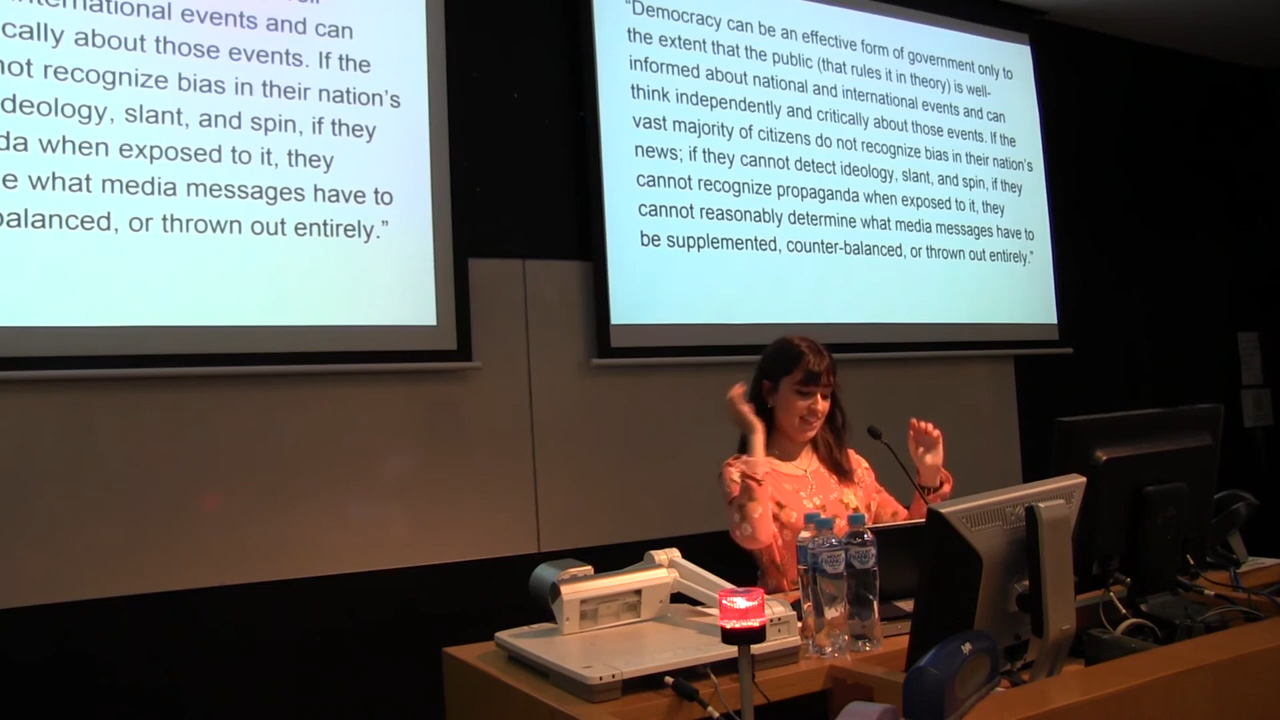 international events and can
cally about those events. If the
not recognize bias in their nation's
deology, slant, and spin, if they
da when exposed to it, they
e what media messages have to
balanced, or thrown out entirely.”
“Democracy can be an effective form of government only to
the extent that the public (that rules it in theory) is well-
informed about national and international events and can
think independently and critically about those events. If the
vast majority of citizens do not recognize bias in their nation's
news; if they cannot detect ideology, slant, and spin, if they
cannot recognize propaganda when exposed to it, they
cannot reasonably determine what media messages have to
be supplemented, counter-balanced, or thrown out entirely.”
MOUNT
FRANKLIN